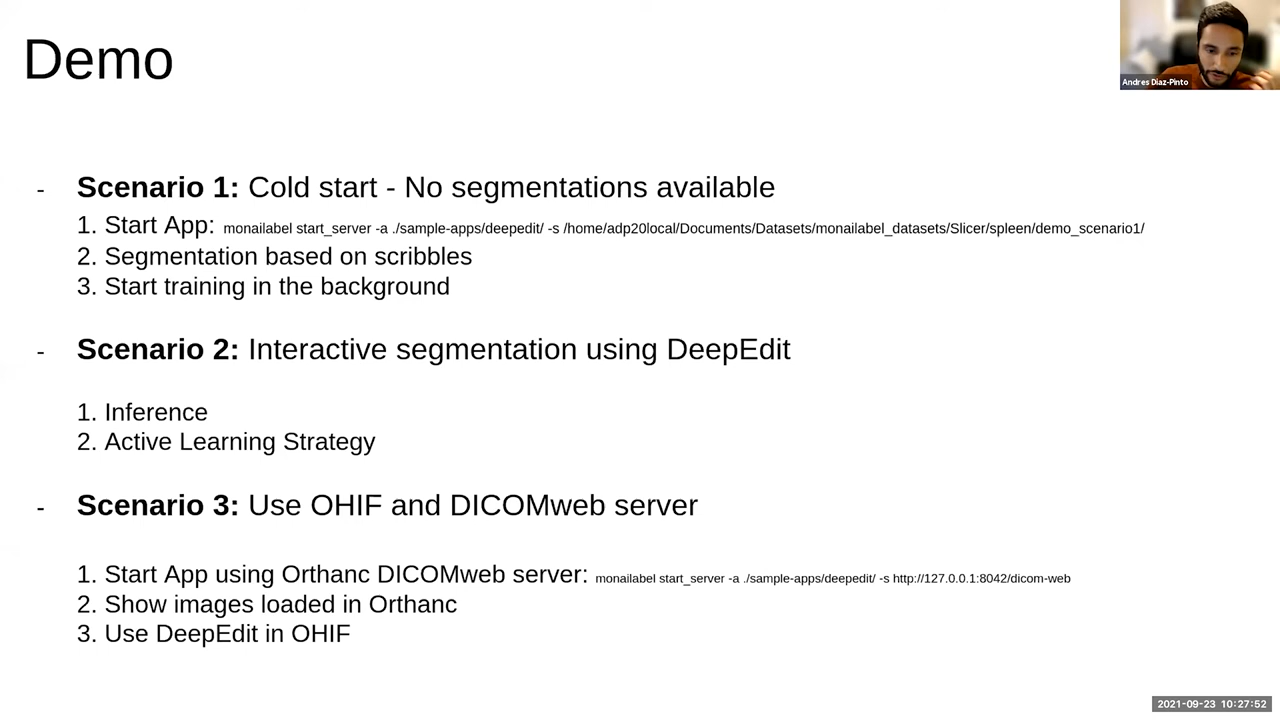 Demo
Andres Diaz-Pinto
- Scenario 1: Cold start - No segmentations available
1. Start App: monailabel start_server -a ./sample-apps/deepedit/ -s /home/adp20local/Documents/Datasets/monailabel_datasets/Slicer/spleen/demo_scenario1/
2. Segmentation based on scribbles
3. Start training in the background
- Scenario 2: Interactive segmentation using DeepEdit
1. Inference
2. Active Learning Strategy
- Scenario 3: Use OHIF and DICOMweb server
1. Start App using Orthanc DICOMweb server: monailabel start_server -a ./sample-apps/deepedit/ -s http://127.0.0.1:8042/dicom-web
2. Show images loaded in Orthanc
3. Use DeepEdit in OHIF
2021-09-23 10:27:52